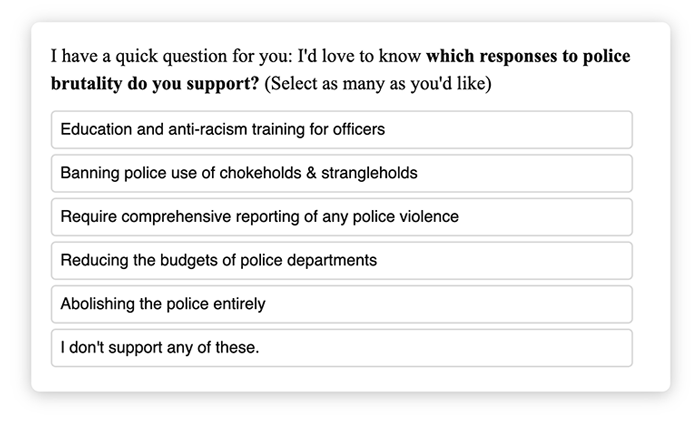 I have a quick question for you: I'd love to know which responses to police
brutality do you support? (Select as many as you'd like)
Education and anti-racism training for officers
Banning police use of chokeholds & strangleholds
Require comprehensive reporting of any police violence
Reducing the budgets of police departments
Abolishing the police entirely
I don't support any of these.